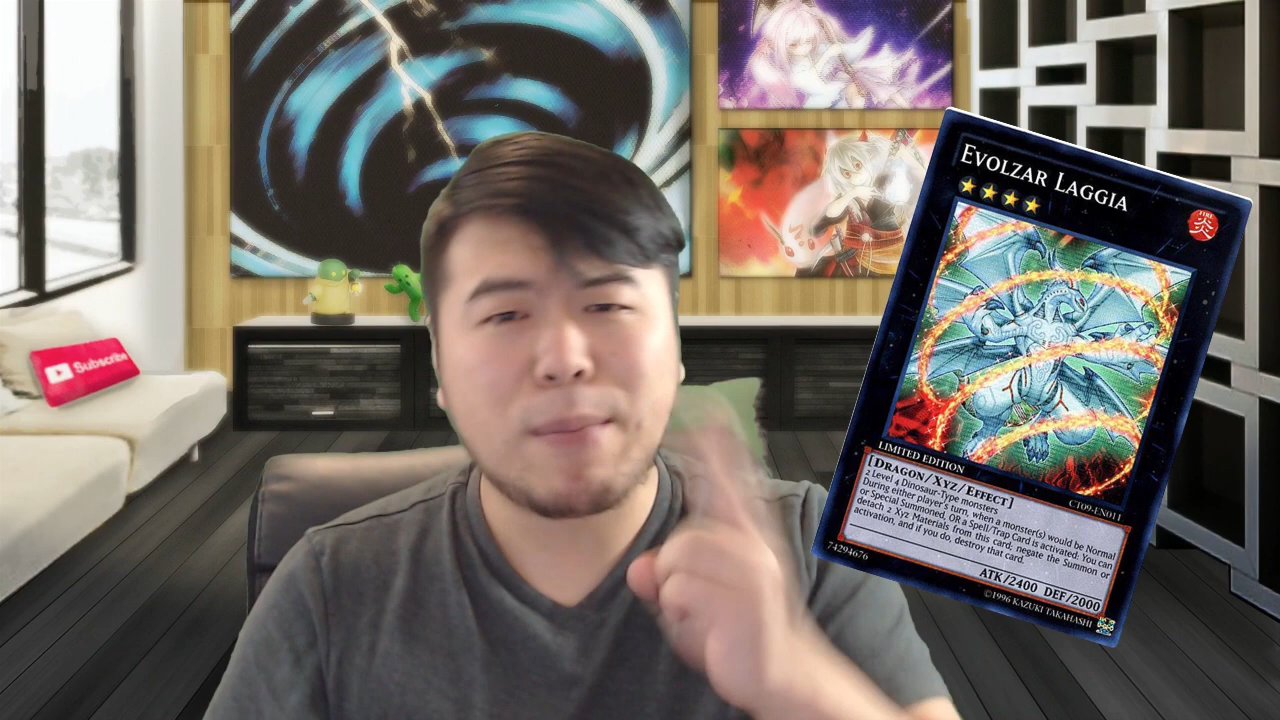 Subscribe
EVOLZAR LAGGIA
FIRE
炎
LIMITED EDITION
CT09-EN011
[DRAGON/XYZ/EFFECT]
2 Level 4 Dinosaur-Type monsters
During either player's turn, when a monster(s) would be Normal
or Special Summoned, OR a Spell/Trap Card is activated: You can
detach 2 Xyz Materials from this card; negate the Summon or
activation, and if you do, destroy that card.
ATK/2400 DEF/2000
74294676
©1996 KAZUKI TAKAHASHI